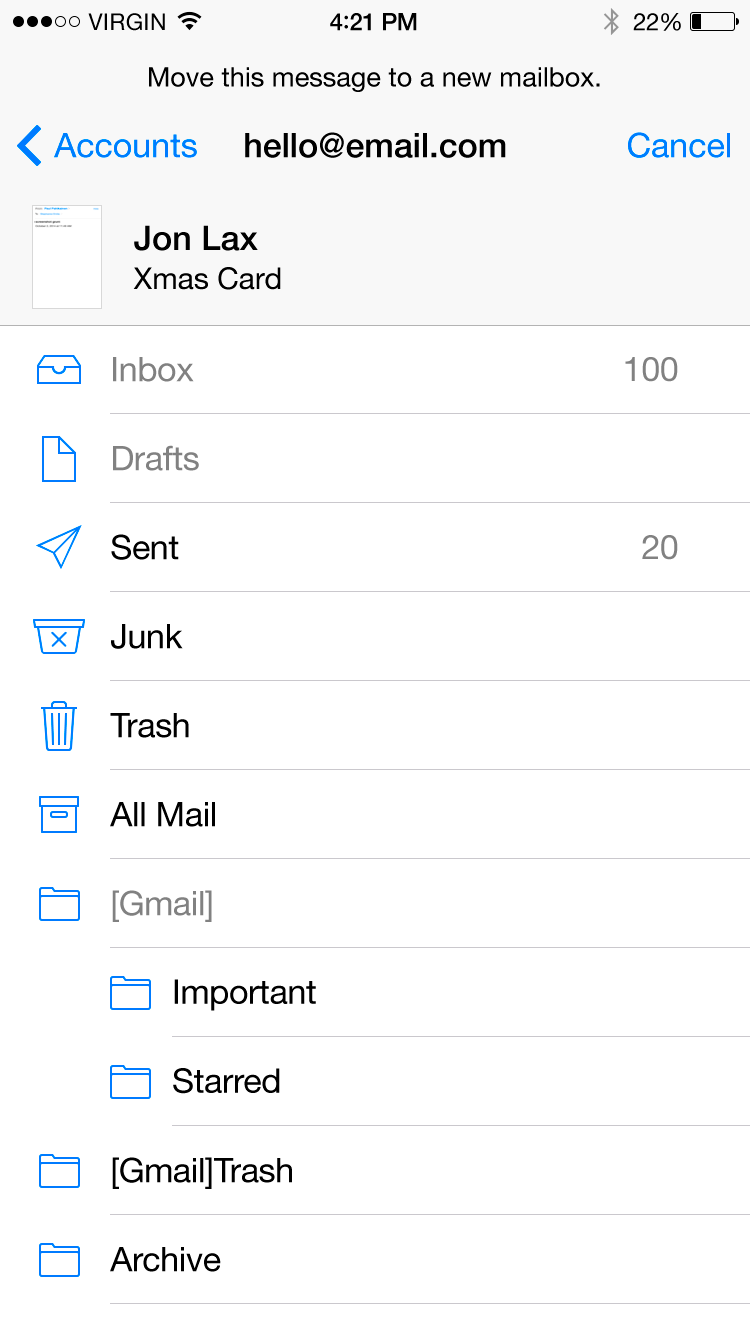 VIRGIN 4:21 PM 22%
Move this message to a new mailbox.
Accounts hello@email.com Cancel
Jon Lax
Xmas Card
Inbox 100
Drafts
Sent 20
Junk
Trash
All Mail
[Gmail]
Important
Starred
[Gmail]Trash
Archive